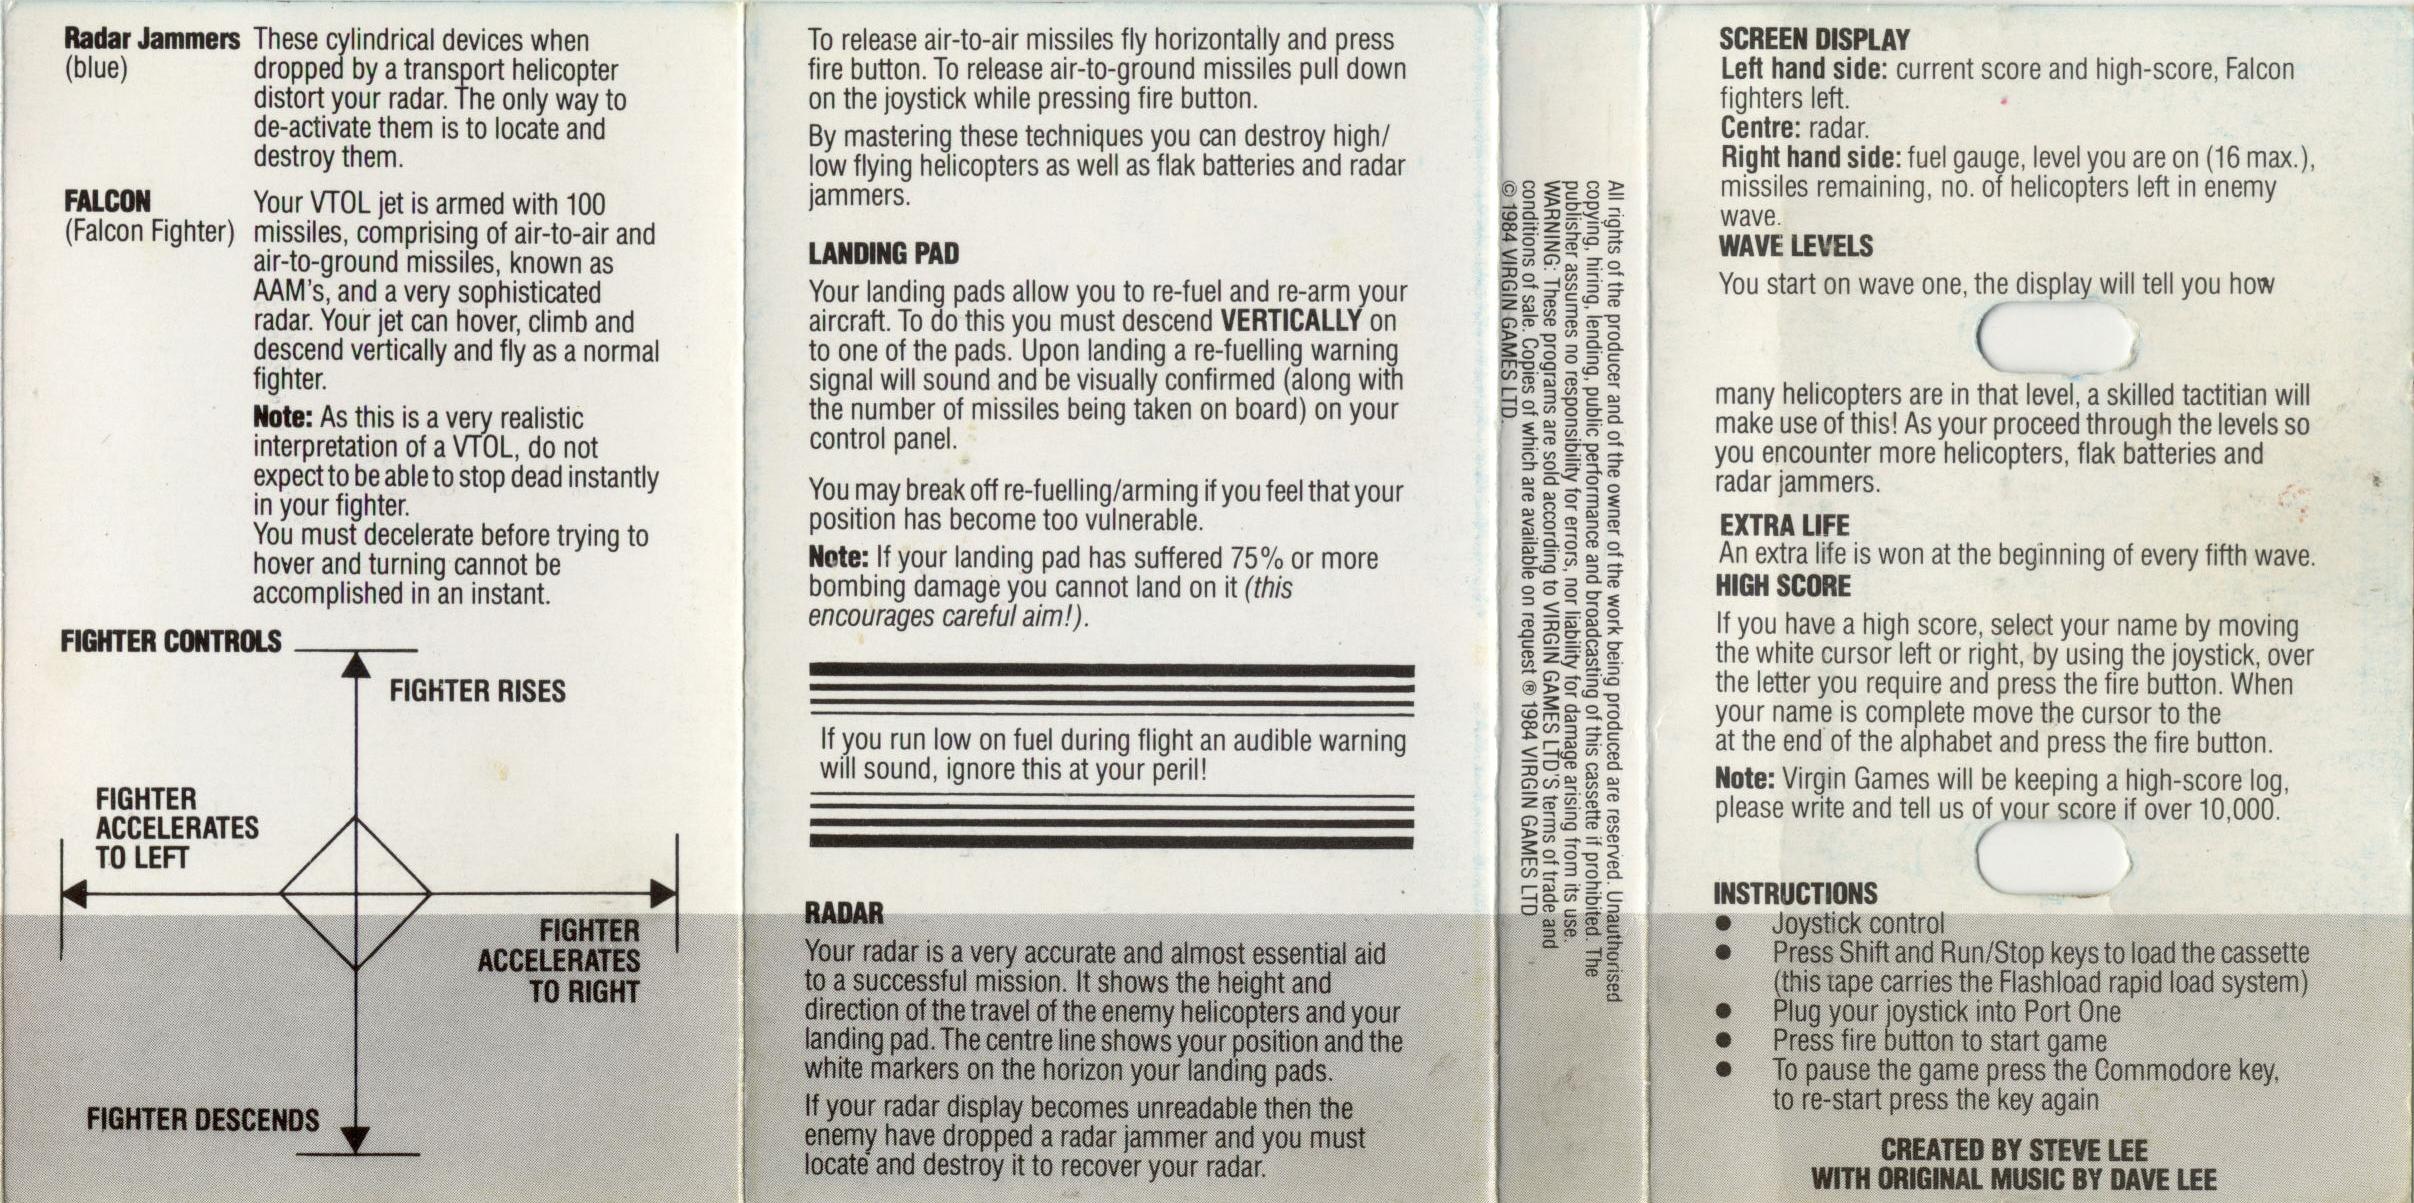 Radar Jammers These cylindrical devices when
(blue) dropped by a transport helicopter
distort your radar. The only way to
de-activate them is to locate and
destroy them.
FALCON Your VTOL jet is armed with 100
(Falcon Fighter) missiles, comprising of air-to-air and
air-to-ground missiles, known as
AAM's, and a very sophisticated
radar. Your jet can hover, climb and
descend vertically and fly as a normal
fighter.
Note: As this is a very realistic
interpretation of a VTOL, do not
expect to be able to stop dead instantly
in your fighter.
You must decelerate before trying to
hover and turning cannot be
accomplished in an instant.
FIGHTER CONTROLS
FIGHTER RISES
FIGHTER
ACCELERATES
TO LEFT
FIGHTER
ACCELERATES
TO RIGHT
FIGHTER DESCENDS
To release air-to-air missiles fly horizontally and press
fire button. To release air-to-ground missiles pull down
on the joystick while pressing fire button.
By mastering these techniques you can destroy high/
low flying helicopters as well as flak batteries and radar
jammers.
LANDING PAD
Your landing pads allow you to re-fuel and re-arm your
aircraft. To do this you must descend VERTICALLY on
to one of the pads. Upon landing a re-fuelling warning
signal will sound and be visually confirmed (along with
the number of missiles being taken on board) on your
control panel.
You may break off re-fuelling/arming if you feel that your
position has become too vulnerable.
Note: If your landing pad has suffered 75% or more
bombing damage you cannot land on it (this
encourages careful aim!).
If you run low on fuel during flight an audible warning
will sound, ignore this at your peril!
RADAR
Your radar is a very accurate and almost essential aid
to a successful mission. It shows the height and
direction of the travel of the enemy helicopters and your
landing pad. The centre line shows your position and the
white markers on the horizon your landing pads.
If your radar display becomes unreadable then the
enemy have dropped a radar jammer and you must
locate and destroy it to recover your radar.
All rights of the producer and of the owner of the work being produced are reserved. Unauthorised
copying, hiring, lending, public performance and broadcasting of this cassette if prohibited. The
publisher assumes no responsibility for errors, nor liability for damage arising from its use.
WARNING: These programs are sold according to VIRGIN GAMES LTD'S terms of trade and
conditions of sale. Copies of which are available on request ® 1984 VIRGIN GAMES LTD
© 1984 VIRGIN GAMES LTD.
SCREEN DISPLAY
Left hand side: current score and high-score, Falcon
fighters left.
Centre: radar.
Right hand side: fuel gauge, level you are on (16 max.),
missiles remaining, no. of helicopters left in enemy
wave.
WAVE LEVELS
You start on wave one, the display will tell you how
many helicopters are in that level, a skilled tactitian will
make use of this! As your proceed through the levels so
you encounter more helicopters, flak batteries and
radar jammers.
EXTRA LIFE
An extra life is won at the beginning of every fifth wave.
HIGH SCORE
If you have a high score, select your name by moving
the white cursor left or right, by using the joystick, over
the letter you require and press the fire button. When
your name is complete move the cursor to the
at the end of the alphabet and press the fire button.
Note: Virgin Games will be keeping a high-score log,
please write and tell us of your score if over 10,000.
INSTRUCTIONS
● Joystick control
● Press Shift and Run/Stop keys to load the cassette
(this tape carries the Flashload rapid load system)
● Plug your joystick into Port One
● Press fire button to start game
● To pause the game press the Commodore key,
to re-start press the key again
CREATED BY STEVE LEE
WITH ORIGINAL MUSIC BY DAVE LEE